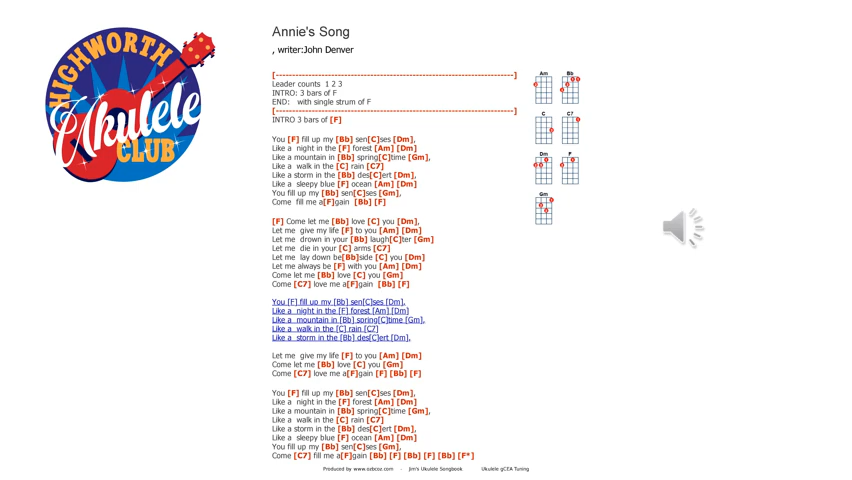 HIGHWORTH
Ukulele
CLUB
Annie's Song
, writer:John Denver
[------------------------------------------------------------------------]
Leader counts  1 2 3
INTRO: 3 bars of F
END:   with single strum of F
[------------------------------------------------------------------------]
INTRO 3 bars of [F]
You [F] fill up my [Bb] sen[C]ses [Dm],
Like a  night in the [F] forest [Am] [Dm]
Like a mountain in [Bb] spring[C]time [Gm],
Like a  walk in the [C] rain [C7]
Like a storm in the [Bb] des[C]ert [Dm],
Like a  sleepy blue [F] ocean [Am] [Dm]
You fill up my [Bb] sen[C]ses [Gm],
Come  fill me a[F]gain  [Bb] [F]
[F] Come let me [Bb] love [C] you [Dm],
Let me  give my life [F] to you [Am] [Dm]
Let me  drown in your [Bb] laugh[C]ter [Gm]
Let me  die in your [C] arms [C7]
Let me  lay down be[Bb]side [C] you [Dm]
Let me always be [F] with you [Am] [Dm]
Come let me [Bb] love [C] you [Gm]
Come [C7] love me a[F]gain  [Bb] [F]
You [F] fill up my [Bb] sen[C]ses [Dm],
Like a  night in the [F] forest [Am] [Dm]
Like a  mountain in [Bb] spring[C]time [Gm],
Like a  walk in the [C] rain [C7]
Like a  storm in the [Bb] des[C]ert [Dm],
Let me  give my life [F] to you [Am] [Dm]
Come let me [Bb] love [C] you [Gm]
Come [C7] love me a[F]gain [F] [Bb] [F]
You [F] fill up my [Bb] sen[C]ses [Dm],
Like a  night in the [F] forest [Am] [Dm]
Like a mountain in [Bb] spring[C]time [Gm],
Like a  walk in the [C] rain [C7]
Like a storm in the [Bb] des[C]ert [Dm],
Like a  sleepy blue [F] ocean [Am] [Dm]
You fill up my [Bb] sen[C]ses [Gm],
Come [C7] fill me a[F]gain [Bb] [F] [Bb] [F] [Bb] [F*]
Am Bb
C C7
Dm F
Gm
Produced by www.ozbcoz.com - Jim's Ukulele Songbook Ukulele gCEA Tuning